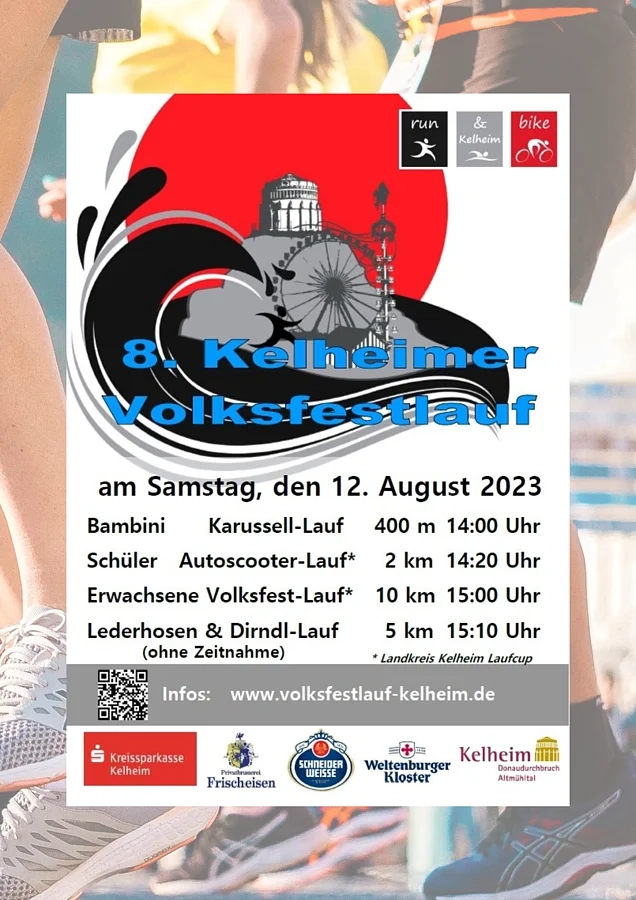 run
&
Kelheim
bike
8. Kelheimer
Volksfestlauf
am Samstag, den 12. August 2023
Bambini Karussell-Lauf 400 m 14:00 Uhr
Schüler Autoscooter-Lauf* 2 km 14:20 Uhr
Erwachsene Volksfest-Lauf* 10 km 15:00 Uhr
Lederhosen & Dirndl-Lauf 5 km 15:10 Uhr
(ohne Zeitnahme)
* Landkreis Kelheim Laufcup
Infos: www.volksfestlauf-kelheim.de
Kreissparkasse
Kelheim
Privatbrauerei
Frischeisen
SCHNEIDER
WEISSE
Weltenburger
Kloster
Kelheim
Donaudurchbruch
Altmühltal